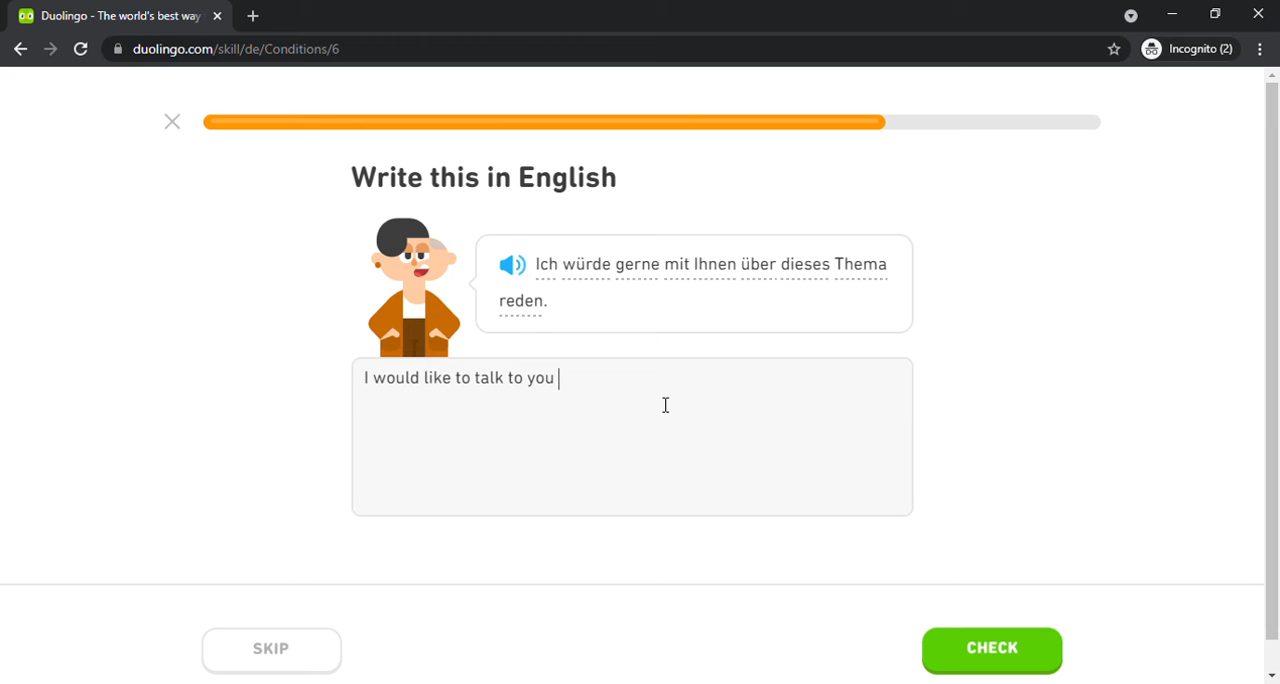 Duolingo - The world's best way
duolingo.com/skill/de/Conditions/6
Incognito (2)
Write this in English
Ich würde gerne mit Ihnen über dieses Thema
reden.
I would like to talk to you
SKIP
CHECK